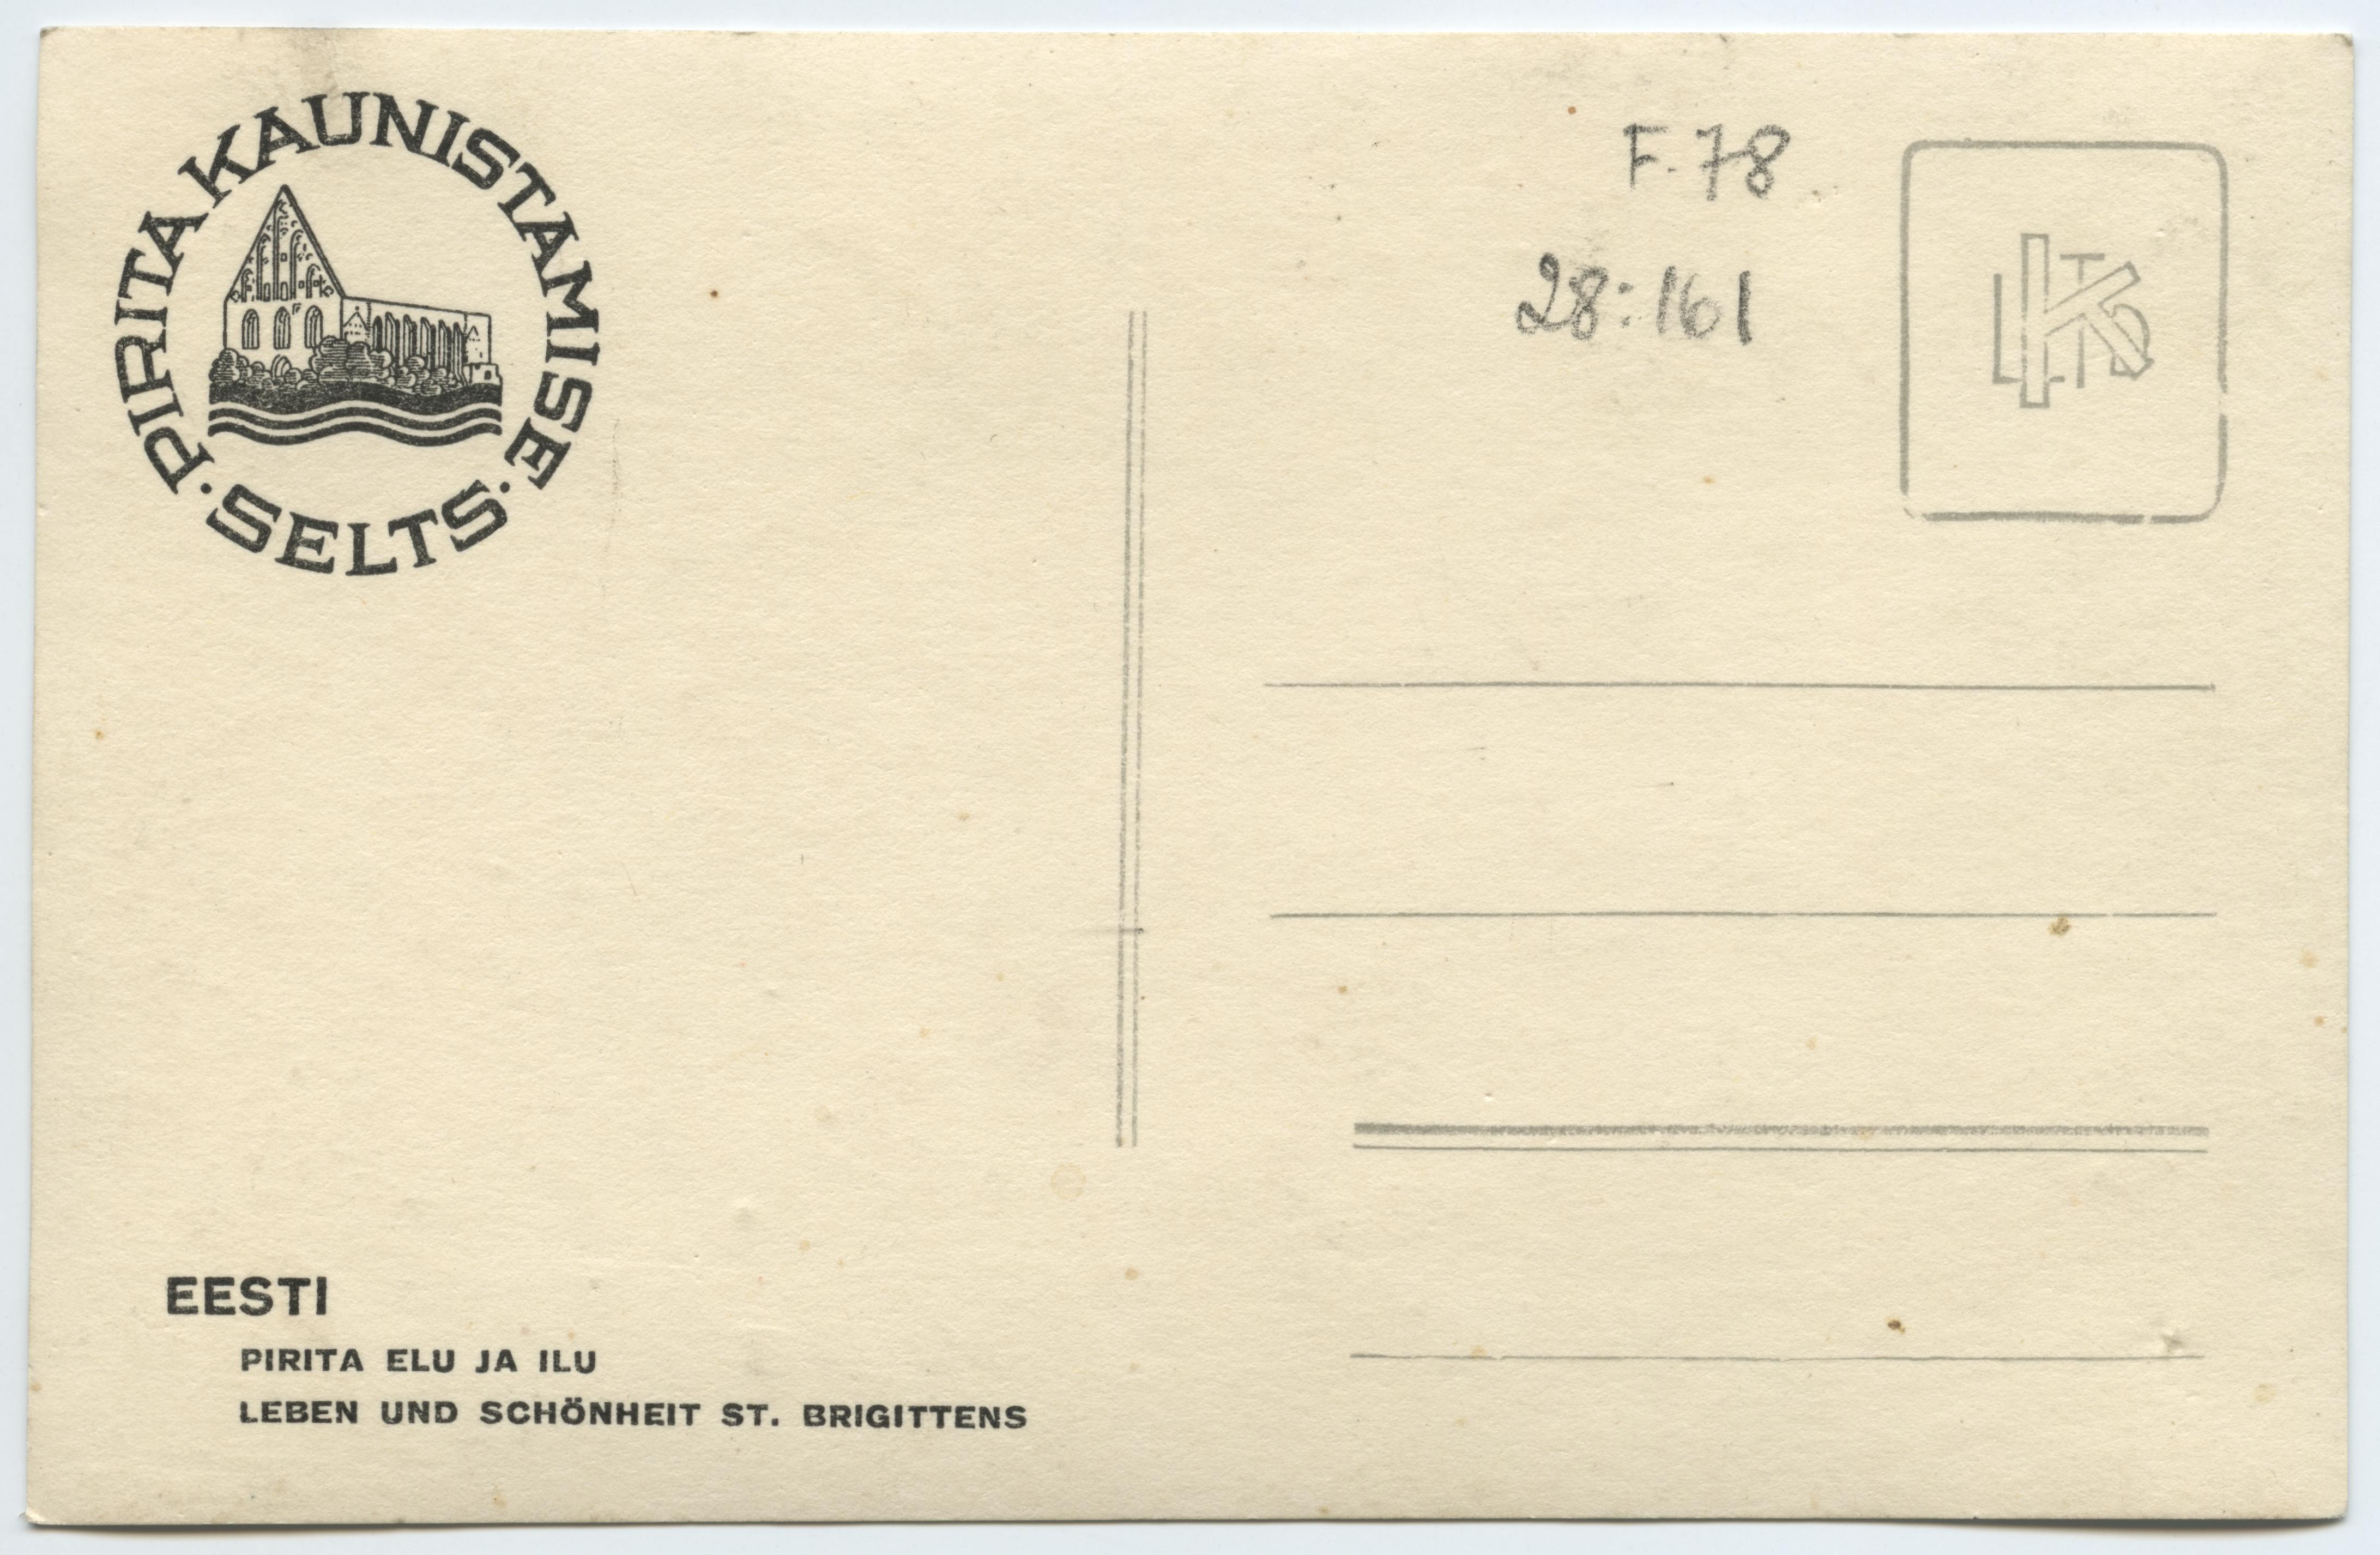 PIRITA KAUNISTAMISE
· SELTS ·
F. 78
28:161
EESTI
PIRITA ELU JA ILU
LEBEN UND SCHÖNHEIT ST. BRIGITTENS